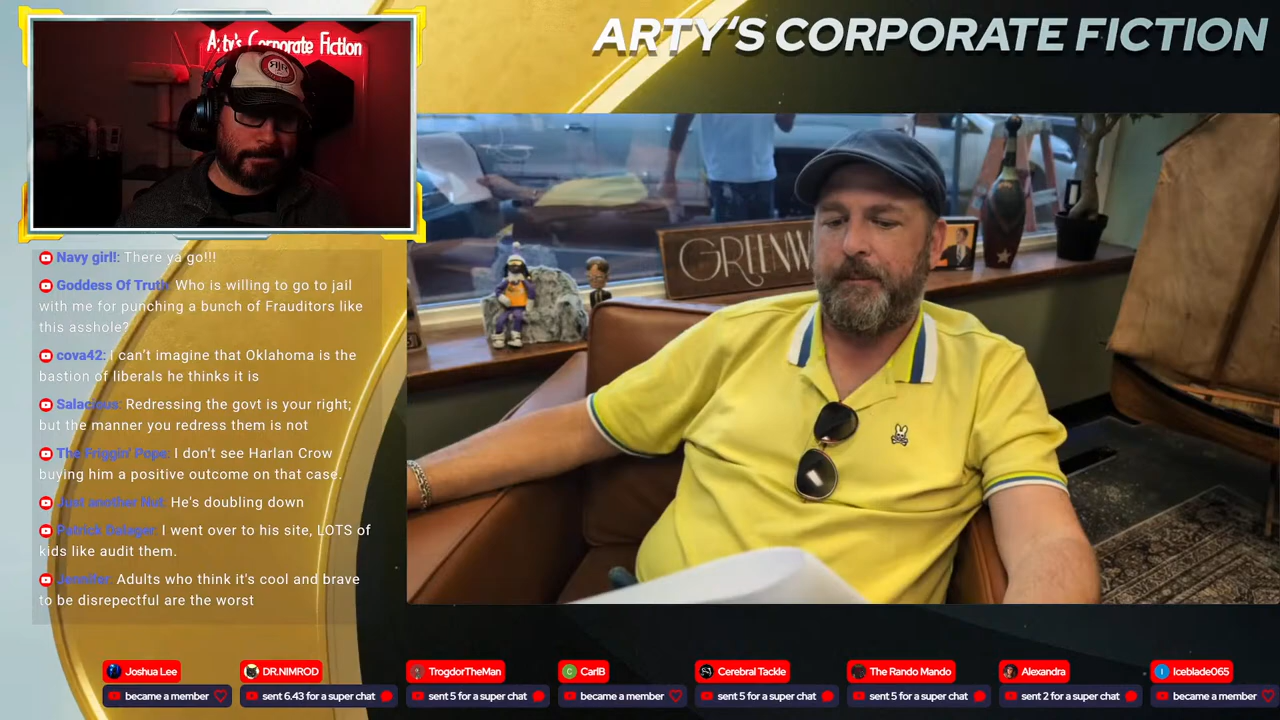 ARTY'S CORPORATE FICTION
Arty's Corporate Fiction
GREENW
Navy girl!: There ya go!!!
Goddess Of Truth: Who is willing to go to jail
with me for punching a bunch of Frauditors like
this asshole?
cova42: I can't imagine that Oklahoma is the
bastion of liberals he thinks it is
Salacious: Redressing the govt is your right;
but the manner you redress them is not
The Friggin' Pope: I don't see Harlan Crow
buying him a positive outcome on that case.
Just another Nut: He's doubling down
Patrick Delegar: I went over to his site, LOTS of
kids like audit them.
Jennifer: Adults who think it's cool and brave
to be disrepectful are the worst
Joshua Lee
became a member
DR.NIMROD
sent 6.43 for a super chat
TrogdorTheMan
sent 5 for a super chat
CarlB
became a member
Cerebral Tackle
sent 5 for a super chat
The Rando Mando
sent 5 for a super chat
Alexandra
sent 2 for a super chat
Iceblade065
became a member